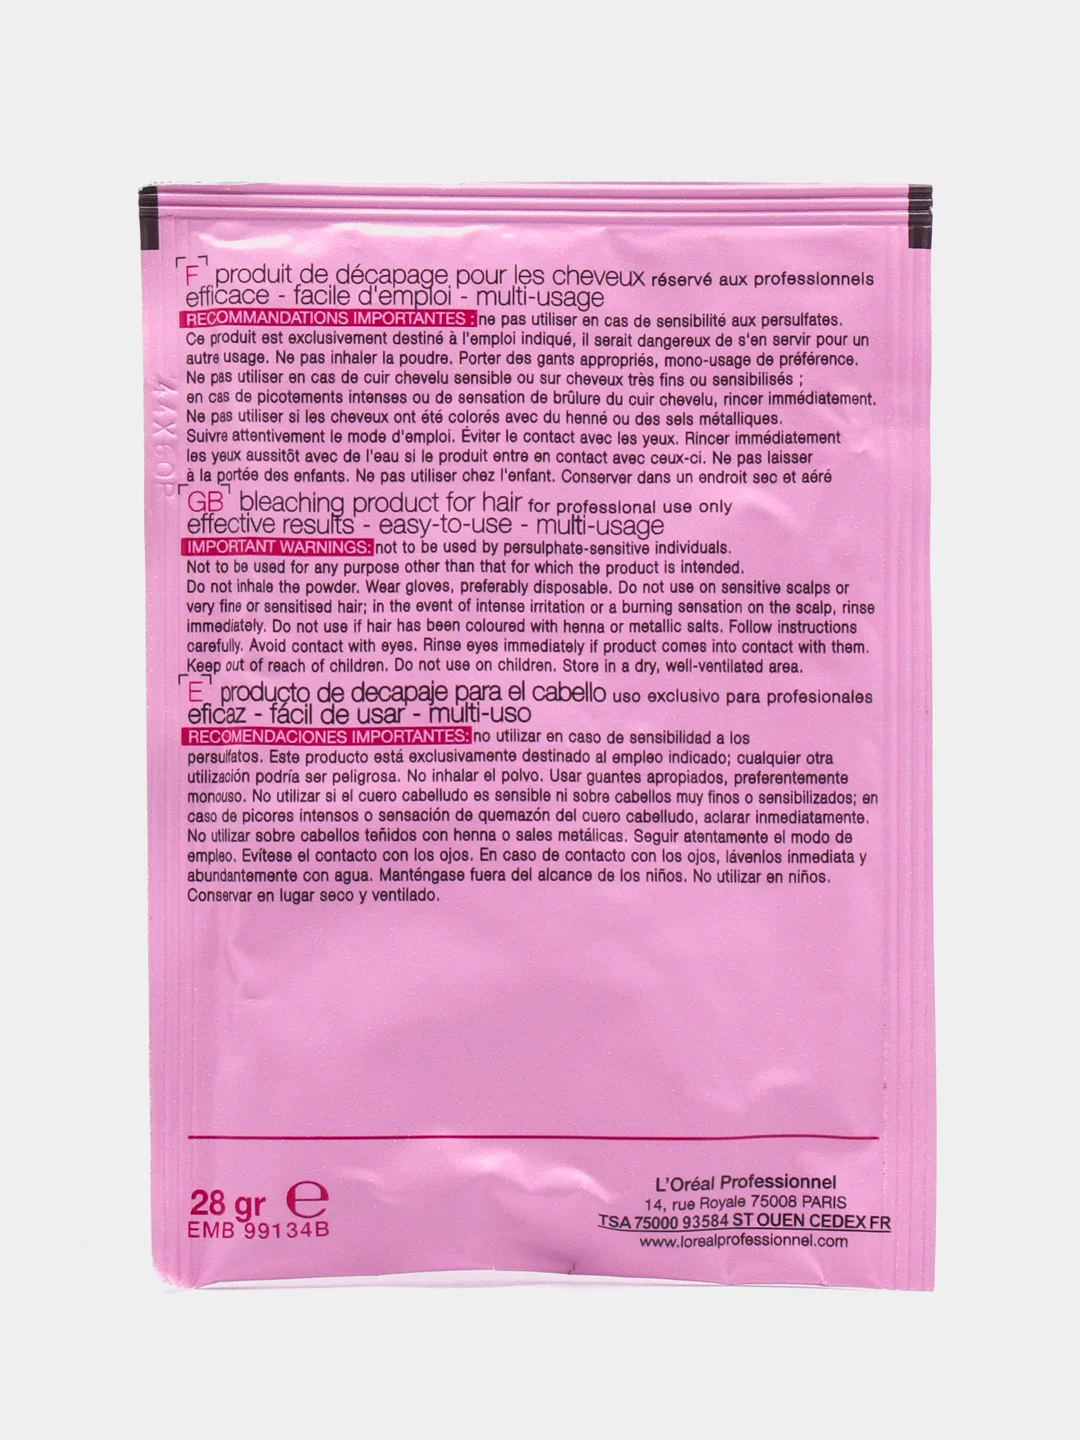 F produit de décapage pour les cheveux réservé aux professionnels
efficace - facile d'emploi - multi-usage
RECOMMANDATIONS IMPORTANTES : ne pas utiliser en cas de sensibilité aux persulfates.
Ce produit est exclusivement destiné à l'emploi indiqué, il serait dangereux de s'en servir pour un
autre usage. Ne pas inhaler la poudre. Porter des gants appropriés, mono-usage de préférence.
Ne pas utiliser en cas de cuir chevelu sensible ou sur cheveux très fins ou sensibilisés ;
en cas de picotements intenses ou de sensation de brûlure du cuir chevelu, rincer immédiatement.
Ne pas utiliser si les cheveux ont été colorés avec du henné ou des sels métalliques.
Suivre attentivement le mode d'emploi. Éviter le contact avec les yeux. Rincer immédiatement
les yeux aussitôt avec de l'eau si le produit entre en contact avec ceux-ci. Ne pas laisser
à la portée des enfants. Ne pas utiliser chez l'enfant. Conserver dans un endroit sec et aéré
GB bleaching product for hair for professional use only
effective results - easy-to-use - multi-usage
IMPORTANT WARNINGS: not to be used by persulphate-sensitive individuals.
Not to be used for any purpose other than that for which the product is intended.
Do not inhale the powder. Wear gloves, preferably disposable. Do not use on sensitive scalps or
very fine or sensitised hair; in the event of intense irritation or a burning sensation on the scalp, rinse
immediately. Do not use if hair has been coloured with henna or metallic salts. Follow instructions
carefully. Avoid contact with eyes. Rinse eyes immediately if product comes into contact with them.
Keep out of reach of children. Do not use on children. Store in a dry, well-ventilated area.
E producto de decapaje para el cabello uso exclusivo para profesionales
eficaz - fácil de usar - multi-uso
RECOMENDACIONES IMPORTANTES: no utilizar en caso de sensibilidad a los
persulfatos. Este producto está exclusivamente destinado al empleo indicado; cualquier otra
utilización podría ser peligrosa. No inhalar el polvo. Usar guantes apropiados, preferentemente
monouso. No utilizar si el cuero cabelludo es sensible ni sobre cabellos muy finos o sensibilizados; en
caso de picores intensos o sensación de quemazón del cuero cabelludo, aclarar inmediatamente.
No utilizar sobre cabellos teñidos con henna o sales metálicas. Seguir atentamente el modo de
empleo. Evítese el contacto con los ojos. En caso de contacto con los ojos, lávenlos inmediata y
abundantemente con agua. Manténgase fuera del alcance de los niños. No utilizar en niños.
Conservar en lugar seco y ventilado.
28 gr e
EMB 99134B
L'Oréal Professionnel
14, rue Royale 75008 PARIS
TSA 75000 93584 ST OUEN CEDEX FR
www.lorealprofessionnel.com